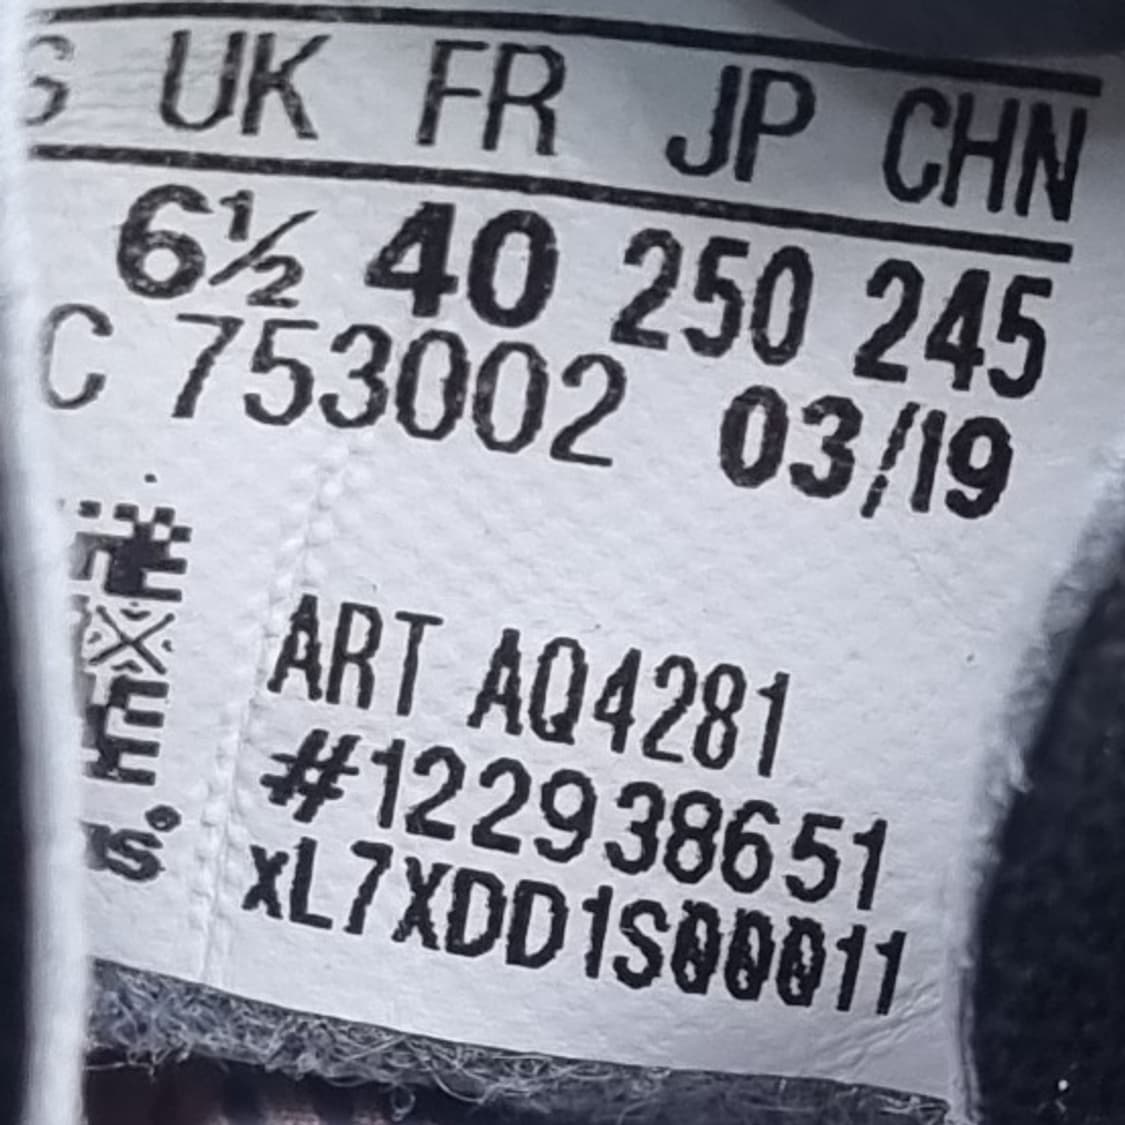 UK FR JP CHN
6½ 40 250 245
C 753002 03/19
ART AQ4281
#122938651
xL7XDD1S00011